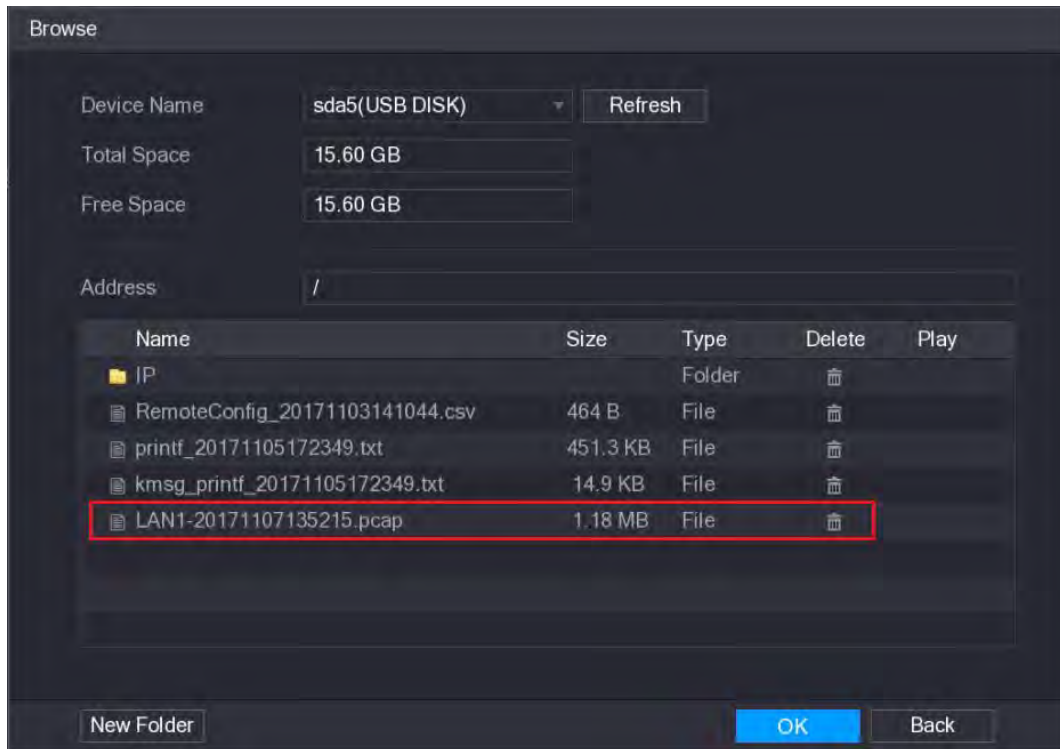 Browse
Device Name sda5(USB DISK) Refresh
Total Space 15.60 GB
Free Space 15.60 GB
Address /
Name Size Type Delete Play
IP Folder
RemoteConfig_20171103141044.csv 464 B File
printf_20171105172349.txt 451.3 KB File
kmsg_printf_20171105172349.txt 14.9 KB File
LAN1-20171107135215.pcap 1.18 MB File
New Folder OK Back